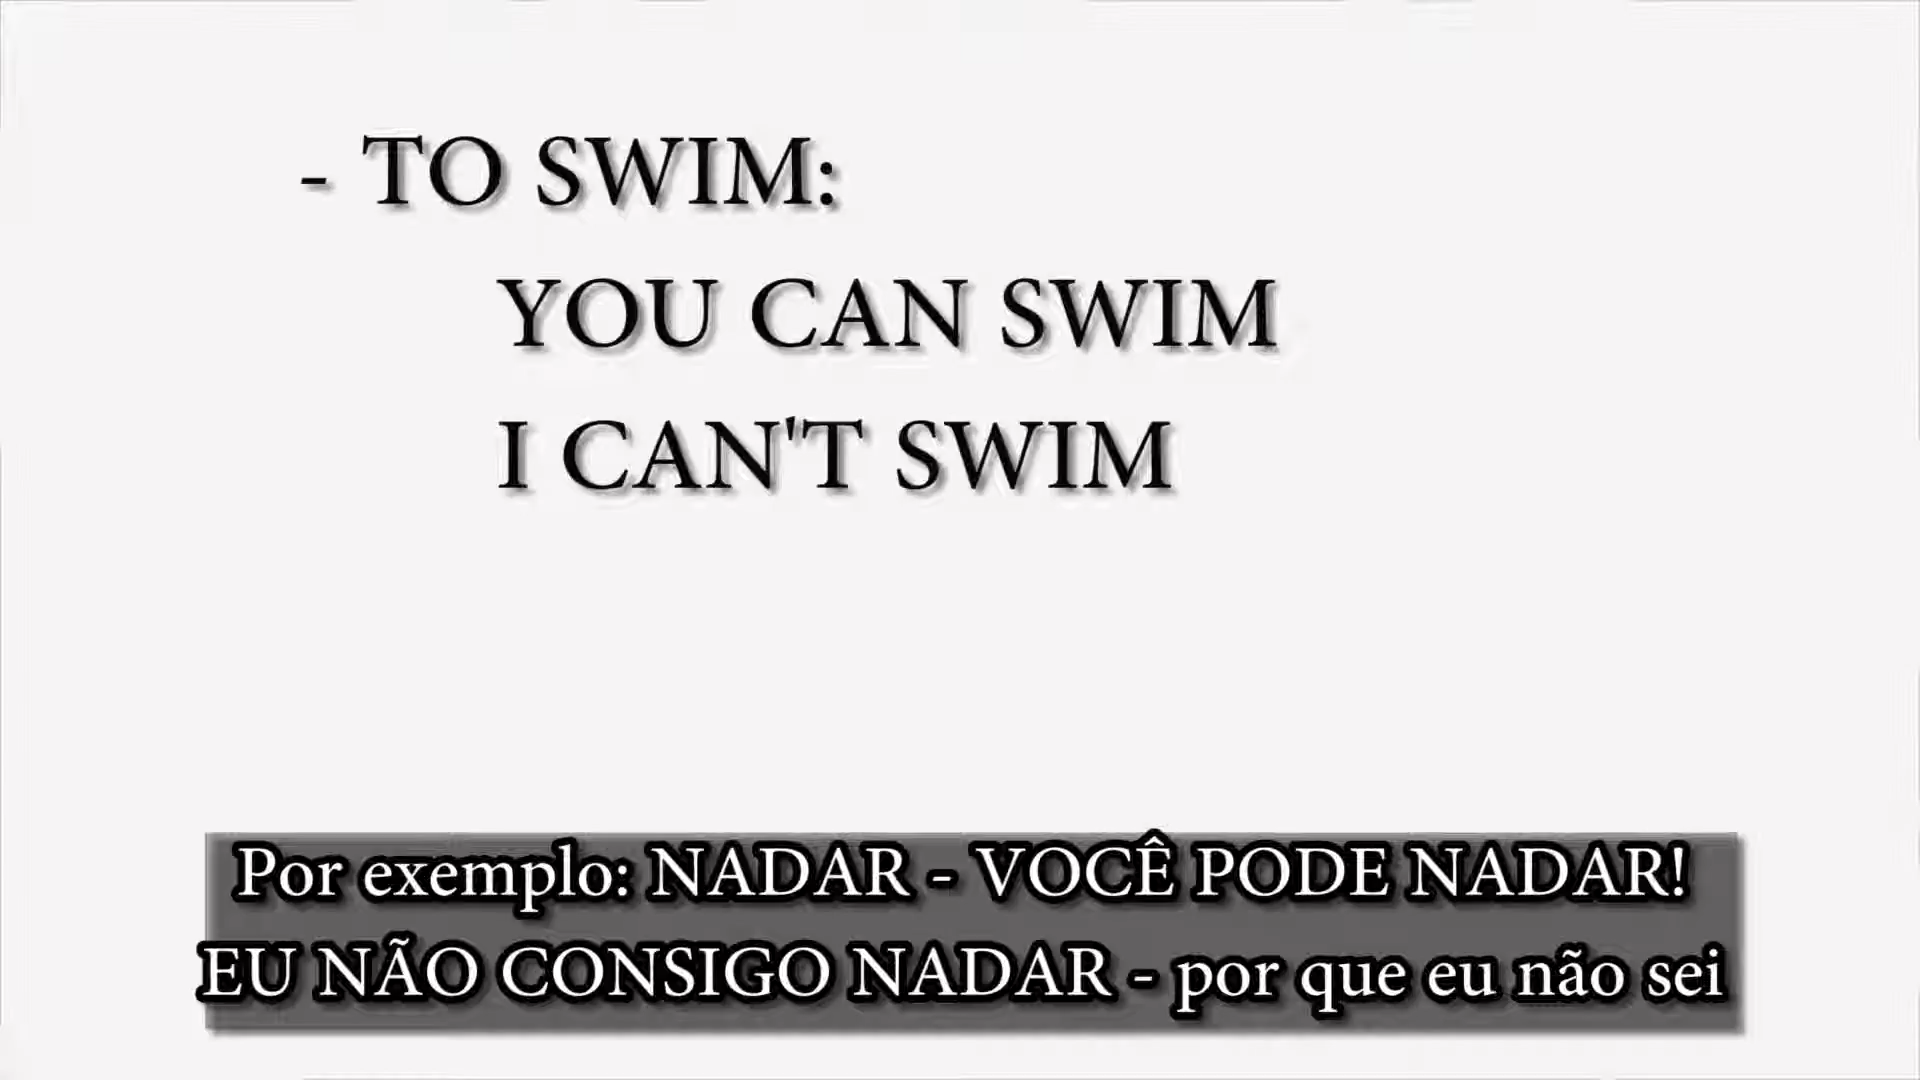 - TO SWIM:
YOU CAN SWIM
I CAN'T SWIM
Por exemplo: NADAR - VOCÊ PODE NADAR!
EU NÃO CONSIGO NADAR - por que eu não sei